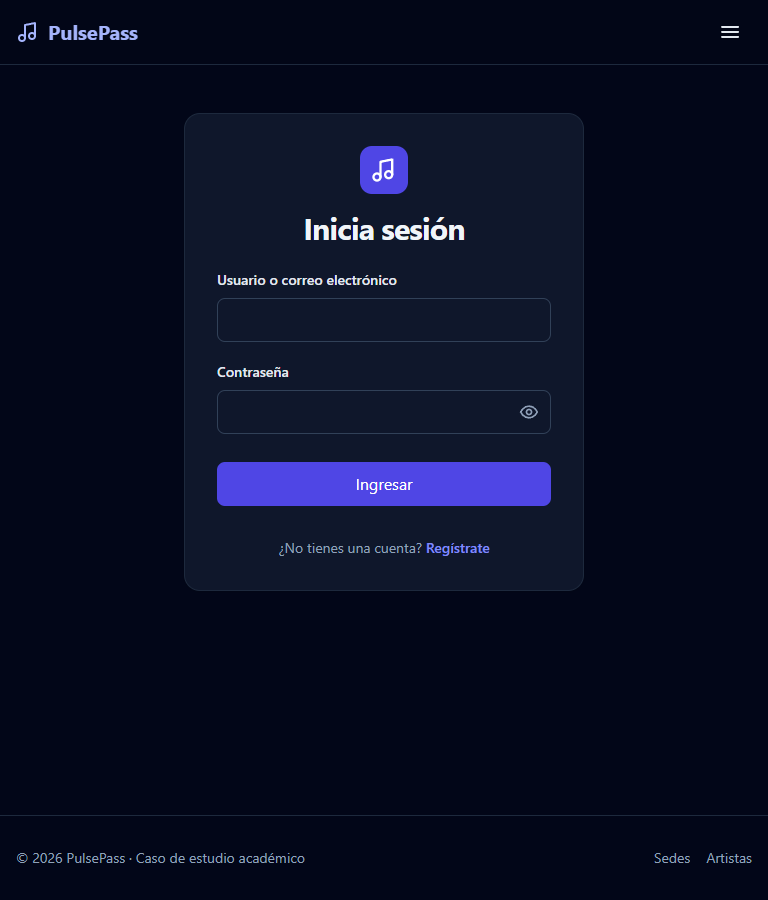 PulsePass
Inicia sesión
Usuario o correo electrónico
Contraseña
Ingresar
¿No tienes una cuenta? Regístrate
© 2026 PulsePass · Caso de estudio académico
Sedes Artistas